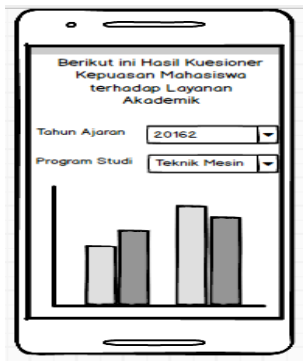 Berikut ini Hasil Kuesioner
Kepuasan Mahasiswa
terhadap Layanan
Akademik
Tahun Ajaran 20162
Program Studi Teknik Mesin